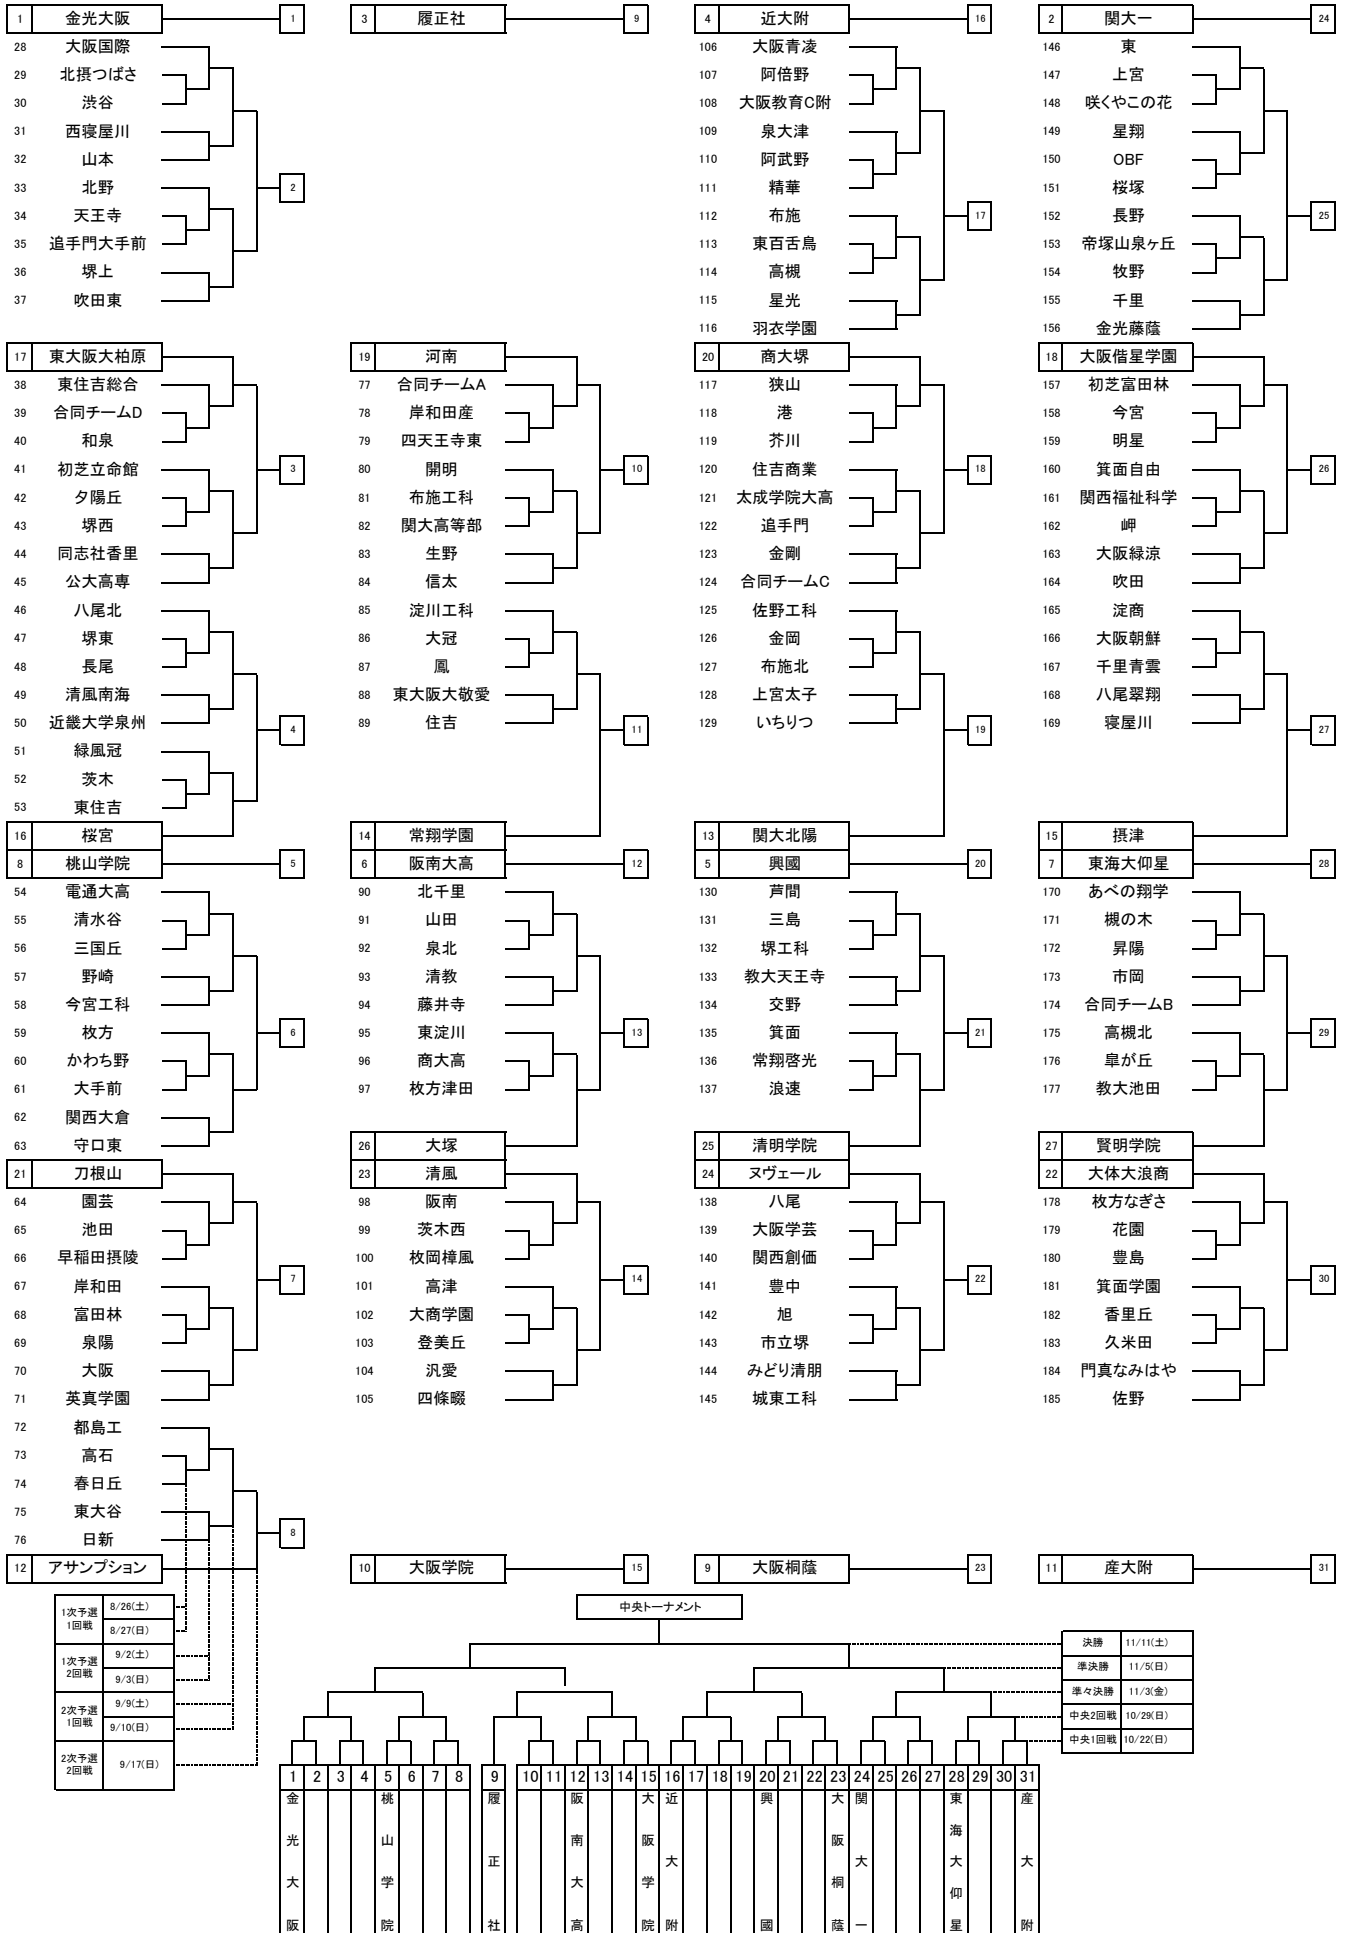 1 金光大阪 1
28 大阪国際
29 北摂つばさ
30 渋谷
31 西寝屋川
32 山本
33 北野
2
34 天王寺
35 追手門大手前
36 堺上
37 吹田東
17 東大阪大柏原
38 東住吉総合
39 合同チームD
40 和泉
41 初芝立命館 3
42 夕陽丘
43 堺西
44 同志社香里
45 公大高専
46 八尾北
47 堺東
48 長尾
49 清風南海
50 近畿大学泉州 4
51 緑風冠
52 茨木
53 東住吉
16 桜宮
8 桃山学院 5
54 電通大高
55 清水谷
56 三国丘
57 野崎
58 今宮工科
59 枚方 6
60 かわち野
61 大手前
62 関西大倉
63 守口東
21 刀根山
64 園芸
65 池田
66 早稲田摂陵
67 岸和田 7
68 富田林
69 泉陽
70 大阪
71 英真学園
72 都島工
73 高石
74 春日丘
75 東大谷
76 日新 8
12 アサンプション
3 履正社 9
19 河南
77 合同チームA
78 岸和田産
79 四天王寺東
80 開明 10
81 布施工科
82 関大高等部
83 生野
84 信太
85 淀川工科
86 大冠
87 鳳
88 東大阪大敬愛
89 住吉 11
14 常翔学園
6 阪南大高 12
90 北千里
91 山田
92 泉北
93 清教
94 藤井寺
95 東淀川 13
96 商大高
97 枚方津田
26 大塚
23 清風
98 阪南
99 茨木西
100 枚岡樟風
101 高津 14
102 大商学園
103 登美丘
104 汎愛
105 四條畷
10 大阪学院 15
4 近大附 16
106 大阪青凌
107 阿倍野
108 大阪教育C附
109 泉大津
110 阿武野
111 精華
112 布施 17
113 東百舌鳥
114 高槻
115 星光
116 羽衣学園
20 商大堺
117 狭山
118 港
119 芥川
120 住吉商業 18
121 太成学院大高
122 追手門
123 金剛
124 合同チームC
125 佐野工科
126 金岡
127 布施北
128 上宮太子
129 いちりつ 19
13 関大北陽
5 興國 20
130 芦間
131 三島
132 堺工科
133 教大天王寺
134 交野
135 箕面 21
136 常翔啓光
137 浪速
25 清明学院
24 ヌヴェール
138 八尾
139 大阪学芸
140 関西創価
141 豊中 22
142 旭
143 市立堺
144 みどり清朋
145 城東工科
9 大阪桐蔭 23
2 関大一 24
146 東
147 上宮
148 咲くやこの花
149 星翔
150 OBF
151 桜塚
152 長野 25
153 帝塚山泉ヶ丘
154 牧野
155 千里
156 金光藤蔭
18 大阪偕星学園
157 初芝富田林
158 今宮
159 明星
160 箕面自由 26
161 関西福祉科学
162 岬
163 大阪緑涼
164 吹田
165 淀商
166 大阪朝鮮
167 千里青雲
168 八尾翠翔
169 寝屋川 27
15 摂津
7 東海大仰星 28
170 あべの翔学
171 槻の木
172 昇陽
173 市岡
174 合同チームB
175 高槻北 29
176 皐が丘
177 教大池田
27 賢明学院
22 大体大浪商
178 枚方なぎさ
179 花園
180 豊島
181 箕面学園 30
182 香里丘
183 久米田
184 門真なみはや
185 佐野
11 産大附 31
1次予選 1回戦 8/26(土) 8/27(日)
1次予選 2回戦 9/2(土) 9/3(日)
2次予選 1回戦 9/9(土) 9/10(日)
2次予選 2回戦 9/17(日)
中央トーナメント
決勝 11/11(土)
準決勝 11/5(日)
準々決勝 11/3(金)
中央2回戦 10/29(日)
中央1回戦 10/22(日)
1 2 3 4 5 6 7 8 9 10 11 12 13 14 15 16 17 18 19 20 21 22 23 24 25 26 27 28 29 30 31
金光大阪
桃山学院
履正社
阪南大高
大阪学院
近大附
興國
大阪桐蔭
関大一
東海大仰星
産大附